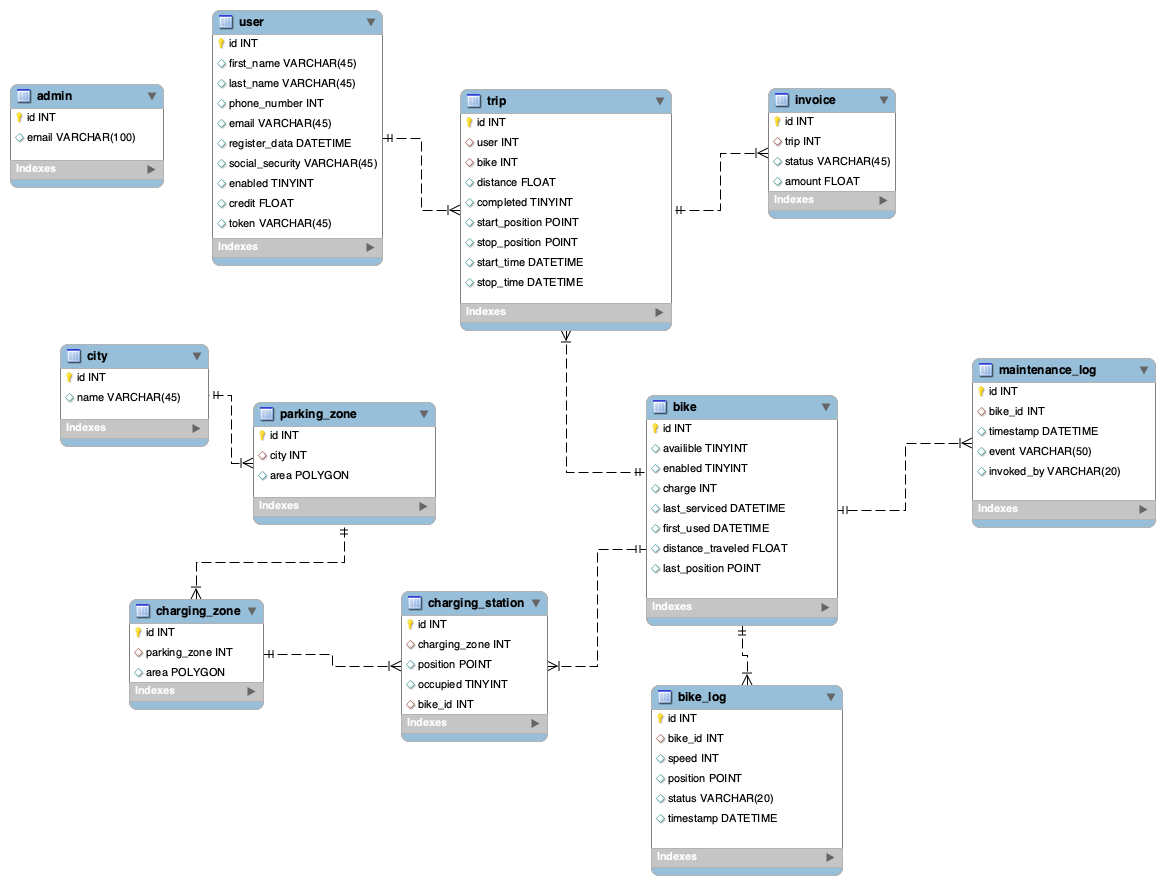 user
id INT
first_name VARCHAR(45)
last_name VARCHAR(45)
phone_number INT
email VARCHAR(45)
register_data DATETIME
social_security VARCHAR(45)
enabled TINYINT
credit FLOAT
token VARCHAR(45)
Indexes
admin
id INT
email VARCHAR(100)
Indexes
trip
id INT
user INT
bike INT
distance FLOAT
completed TINYINT
start_position POINT
stop_position POINT
start_time DATETIME
stop_time DATETIME
Indexes
invoice
id INT
trip INT
status VARCHAR(45)
amount FLOAT
Indexes
city
id INT
name VARCHAR(45)
Indexes
parking_zone
id INT
city INT
area POLYGON
Indexes
bike
id INT
availible TINYINT
enabled TINYINT
charge INT
last_serviced DATETIME
first_used DATETIME
distance_traveled FLOAT
last_position POINT
Indexes
maintenance_log
id INT
bike_id INT
timestamp DATETIME
event VARCHAR(50)
invoked_by VARCHAR(20)
Indexes
charging_zone
id INT
parking_zone INT
area POLYGON
Indexes
charging_station
id INT
charging_zone INT
position POINT
occupied TINYINT
bike_id INT
Indexes
bike_log
id INT
bike_id INT
speed INT
position POINT
status VARCHAR(20)
timestamp DATETIME
Indexes